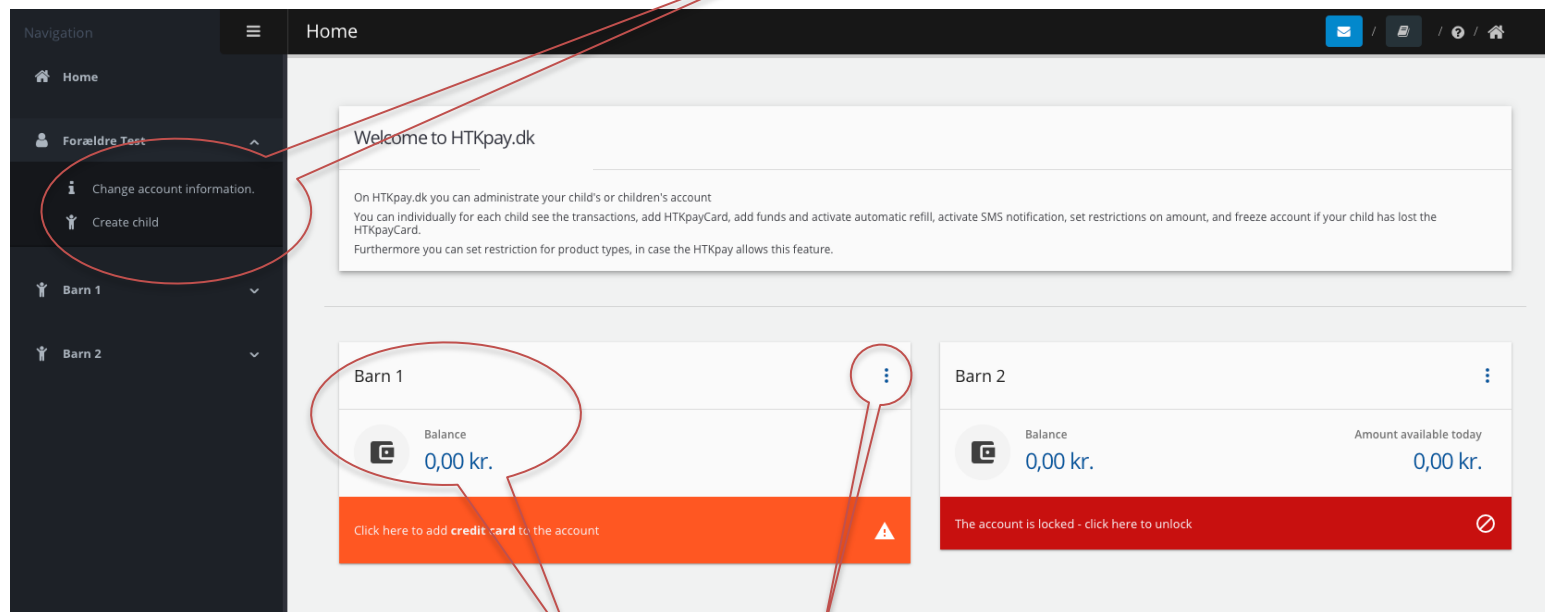 Navigation
Home
/
/
/
Home
Forældre Test
Change account information.
Create child
Barn 1
Barn 2
Welcome to HTKpay.dk
On HTKpay.dk you can administrate your child's or children's account
You can individually for each child see the transactions, add HTKpayCard, add funds and activate automatic refill, activate SMS notification, set restrictions on amount, and freeze account if your child has lost the
HTKpayCard.
Furthermore you can set restriction for product types, in case the HTKpay allows this feature.
Barn 1
Balance
0,00 kr.
Click here to add credit card to the account
Barn 2
Balance
0,00 kr.
Amount available today
0,00 kr.
The account is locked - click here to unlock